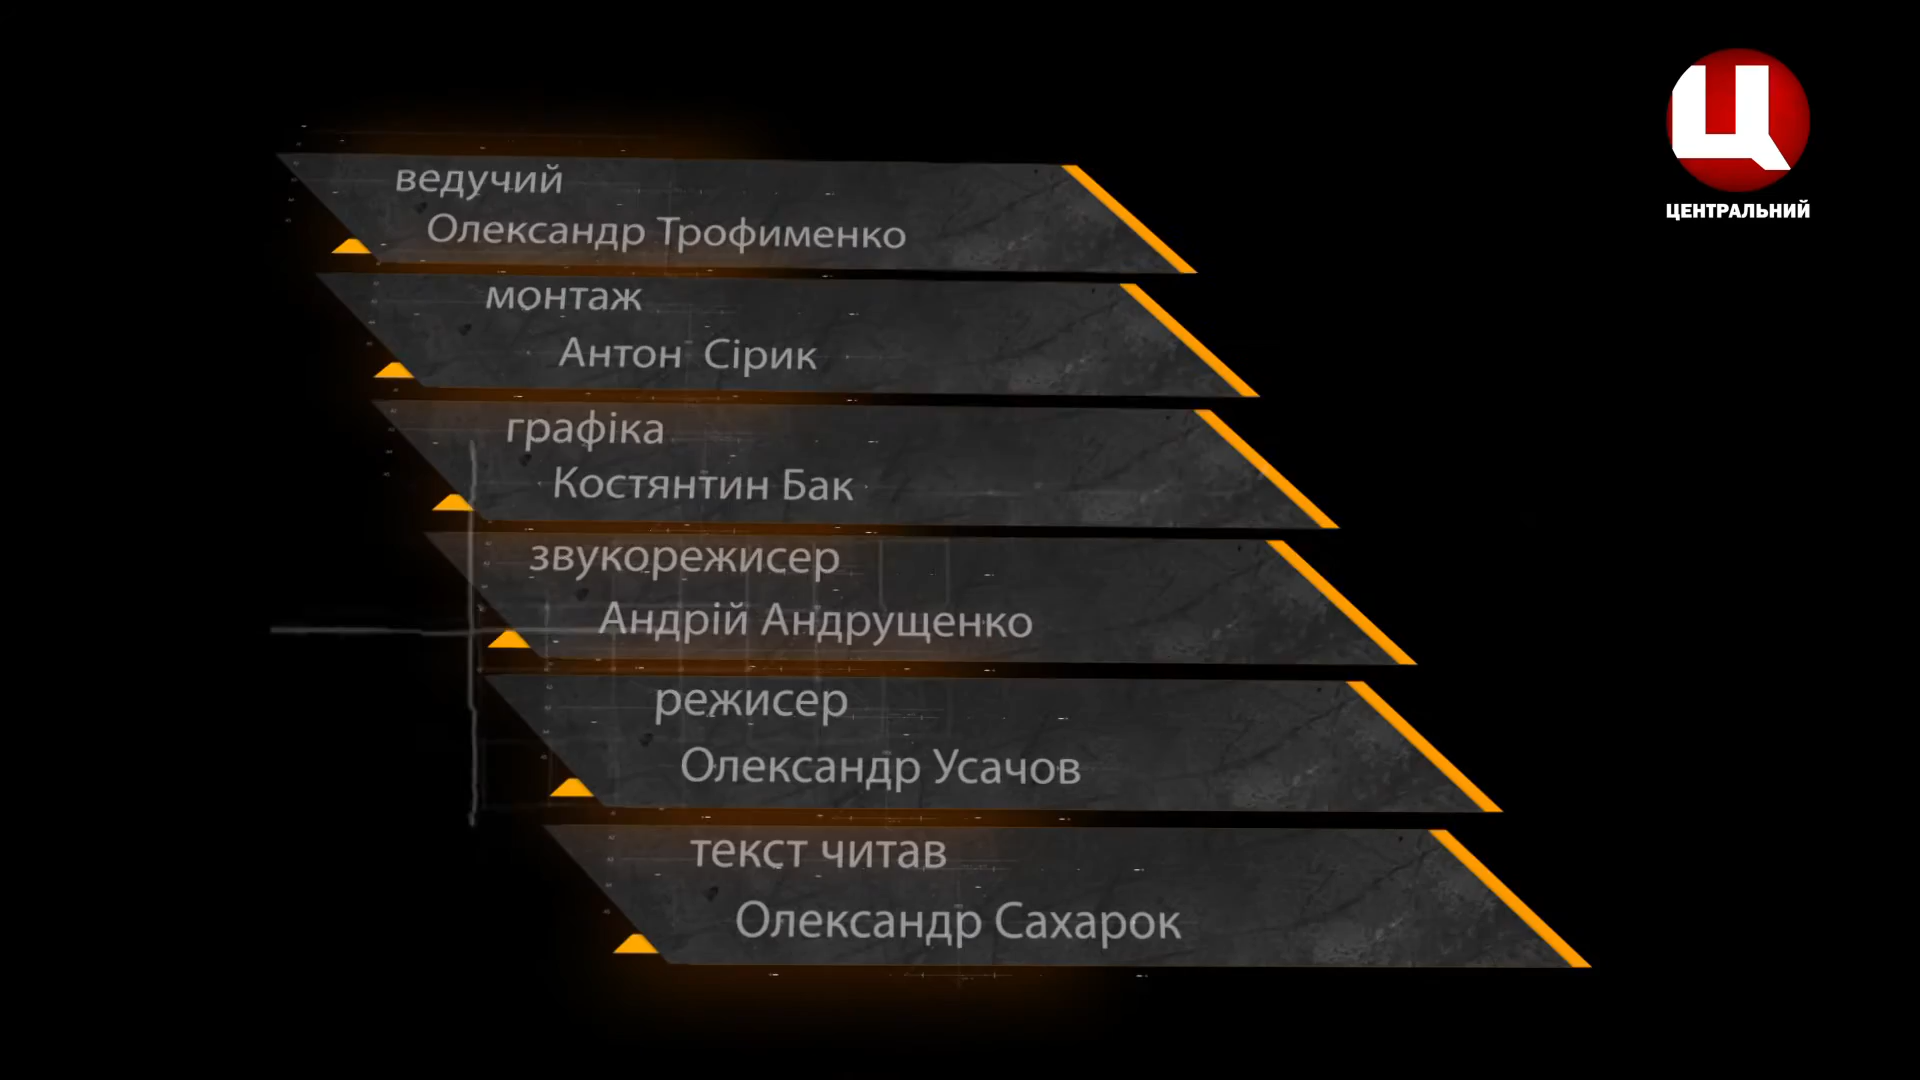 ведучий
Олександр Трофименко
монтаж
Антон Сірик
графіка
Костянтин Бак
звукорежисер
Андрій Андрущенко
режисер
Олександр Усачов
текст читав
Олександр Сахарок
Ц
ЦЕНТРАЛЬНИЙ